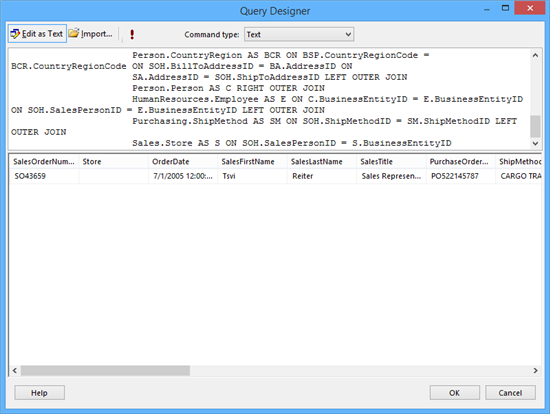 Query Designer
Edit as Text Import... ! Command type: Text
Person.CountryRegion AS BCR ON BSP.CountryRegionCode =
BCR.CountryRegionCode ON SOH.BillToAddressID = BA.AddressID ON
SA.AddressID = SOH.ShipToAddressID LEFT OUTER JOIN
Person.Person AS C RIGHT OUTER JOIN
HumanResources.Employee AS E ON C.BusinessEntityID = E.BusinessEntityID
ON SOH.SalesPersonID = E.BusinessEntityID LEFT OUTER JOIN
Purchasing.ShipMethod AS SM ON SOH.ShipMethodID = SM.ShipMethodID LEFT
OUTER JOIN
Sales.Store AS S ON SOH.SalesPersonID = S.BusinessEntityID
SalesOrderNum... Store OrderDate SalesFirstName SalesLastName SalesTitle PurchaseOrder... ShipMethod
SO43659 7/1/2005 12:00:... Tsvi Reiter Sales Represen... PO522145787 CARGO TRA
Help OK Cancel